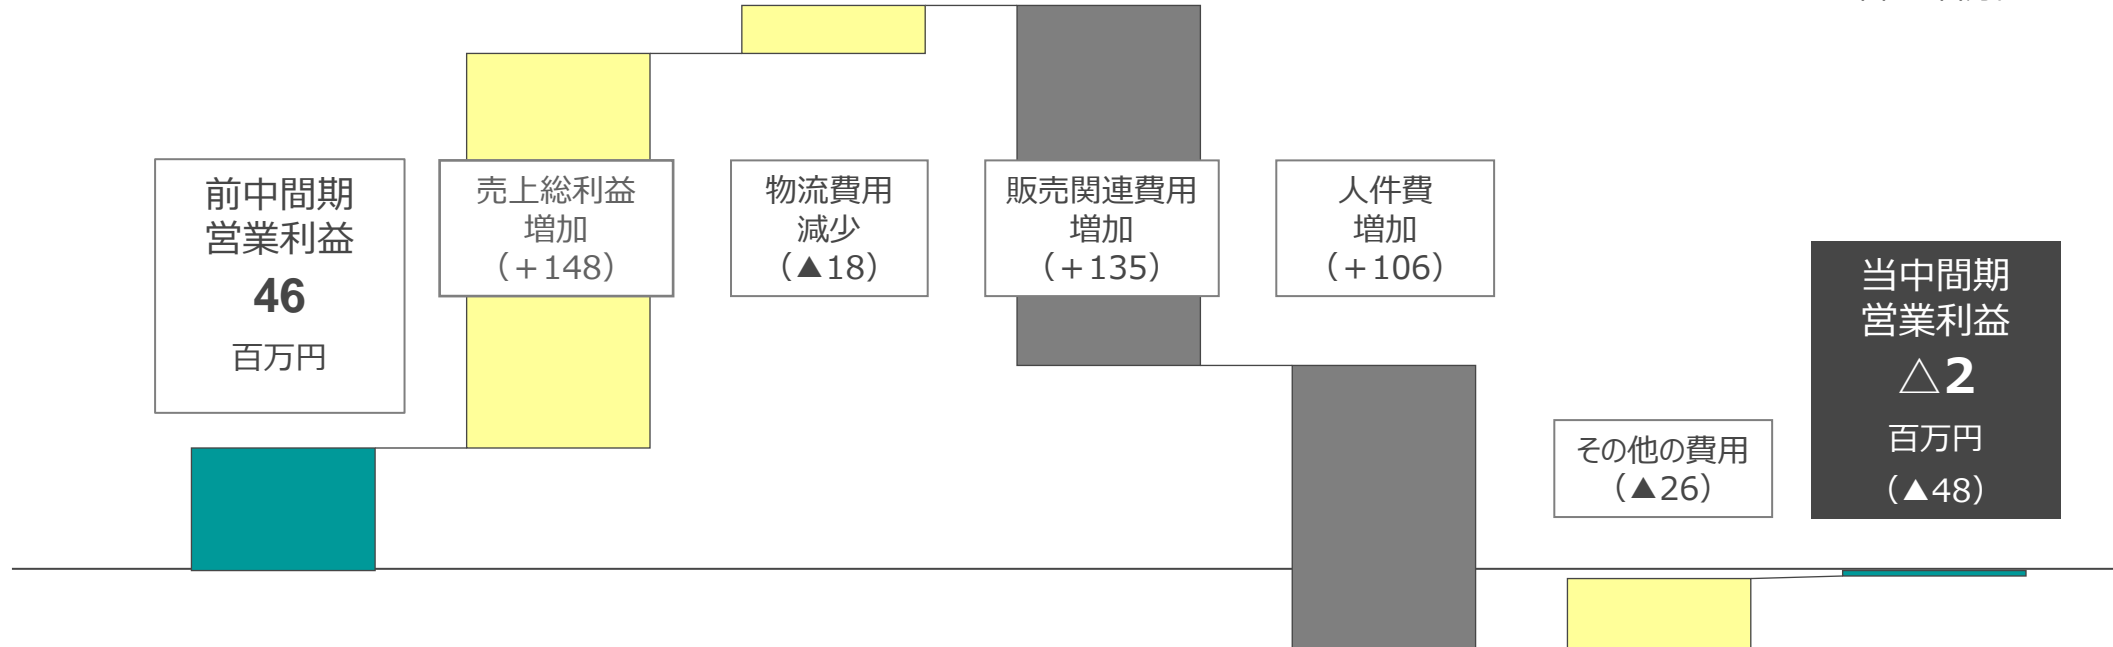 前中間期
営業利益
46
百万円
売上総利益
増加
（＋148）
物流費用
減少
（▲18）
販売関連費用
増加
（＋135）
人件費
増加
（＋106）
その他の費用
（▲26）
当中間期
営業利益
△2
百万円
（▲48）